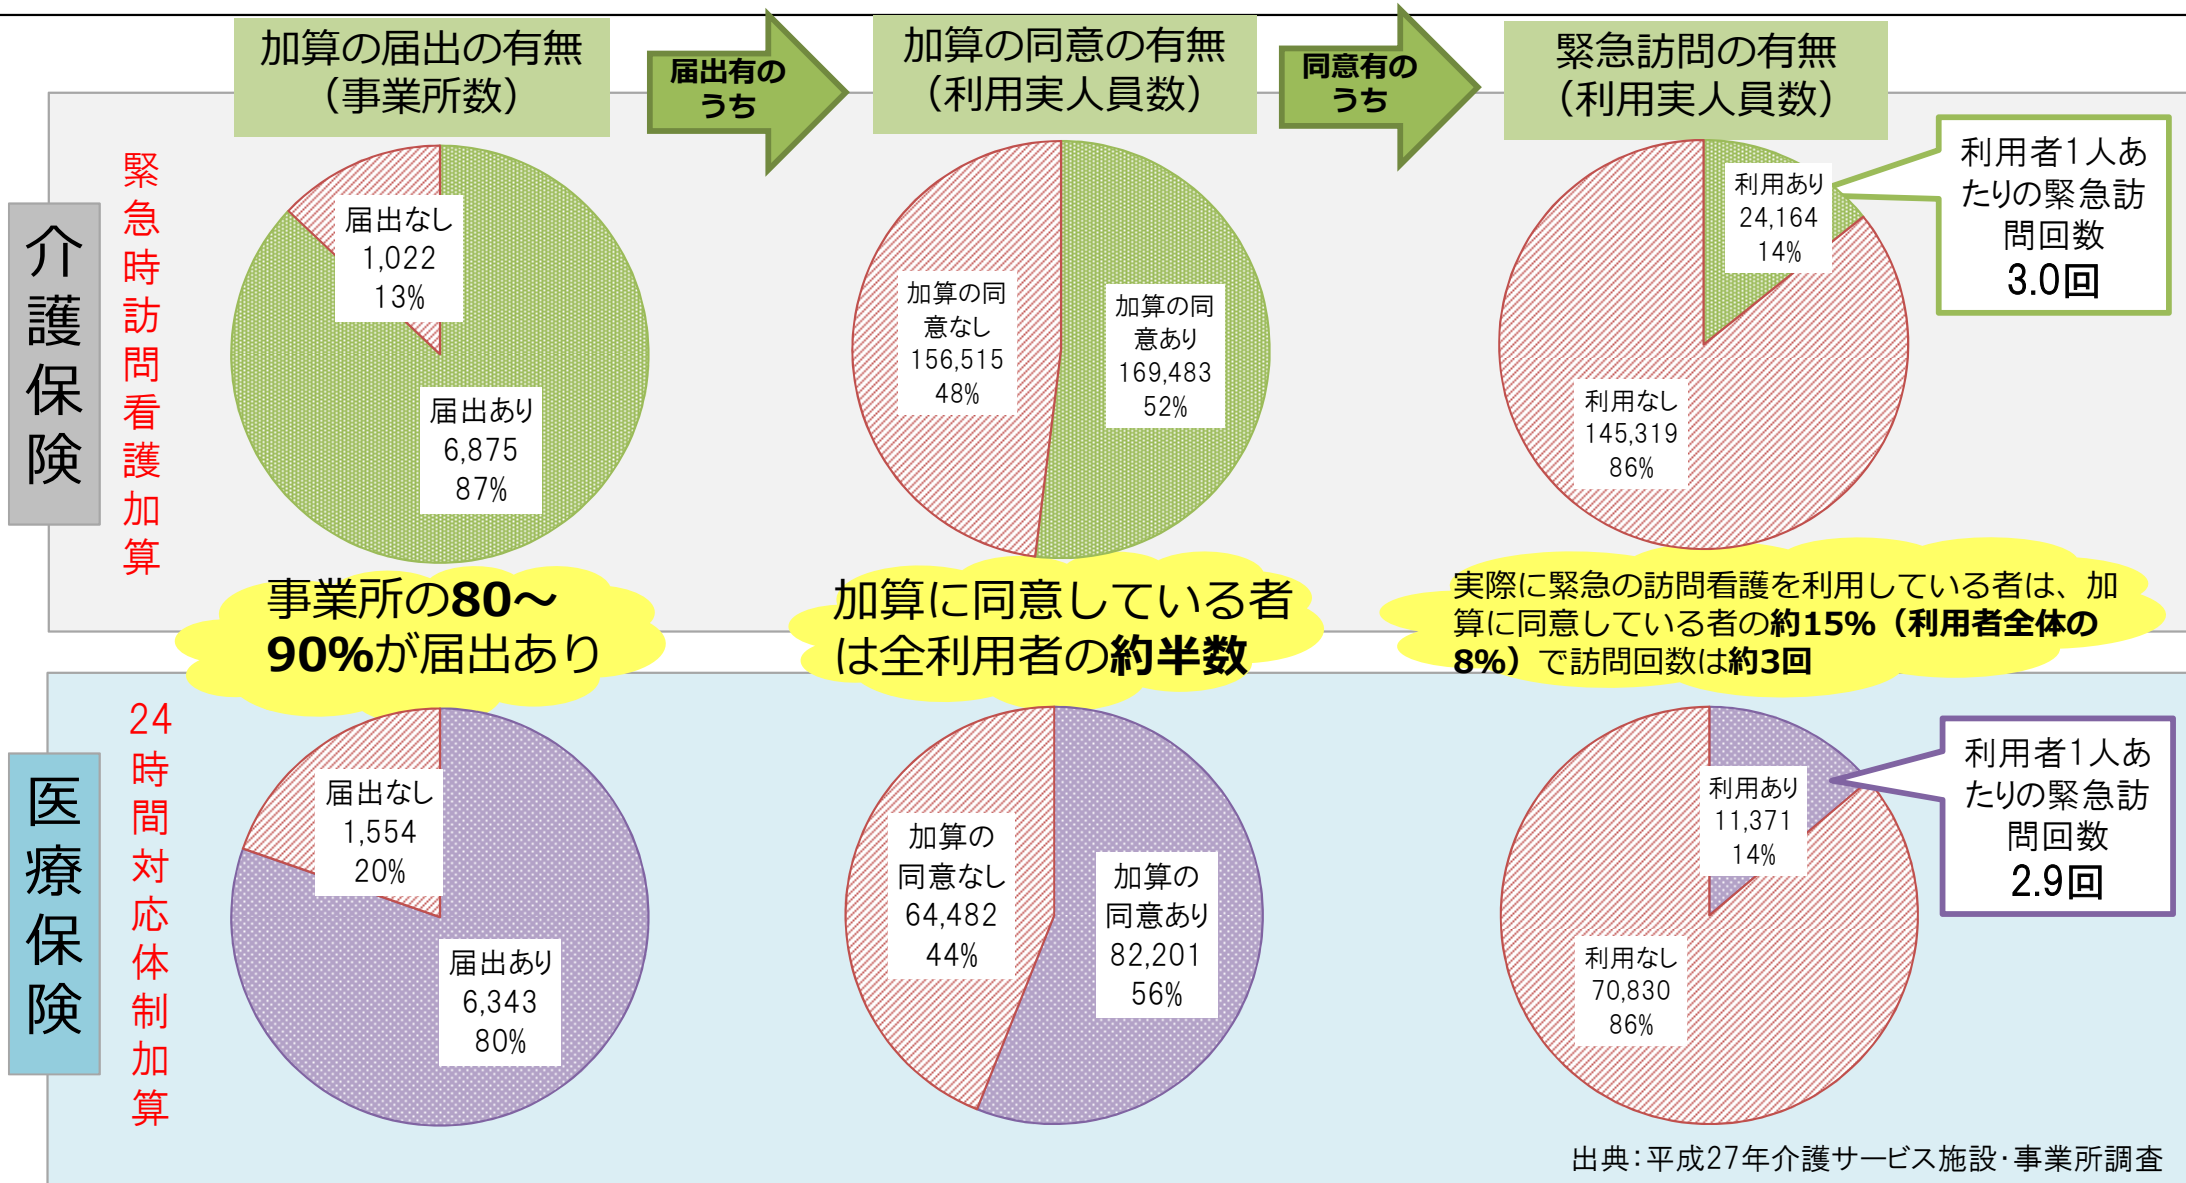 加算の届出の有無
（事業所数）
届出有の
うち
加算の同意の有無
（利用実人員数）
同意有の
うち
緊急訪問の有無
（利用実人員数）
介護保険
緊急時訪問看護加算
届出なし
1,022
13%
届出あり
6,875
87%
加算の同
意なし
156,515
48%
加算の同
意あり
169,483
52%
利用あり
24,164
14%
利用なし
145,319
86%
利用者1人あ
たりの緊急訪
問回数
3.0回
事業所の80～
90%が届出あり
加算に同意している者
は全利用者の約半数
実際に緊急の訪問看護を利用している者は、加
算に同意している者の約15%（利用者全体の
8%）で訪問回数は約3回
医療保険
24時間対応体制加算
届出なし
1,554
20%
届出あり
6,343
80%
加算の
同意なし
64,482
44%
加算の
同意あり
82,201
56%
利用あり
11,371
14%
利用なし
70,830
86%
利用者1人あ
たりの緊急訪
問回数
2.9回
出典：平成27年介護サービス施設・事業所調査